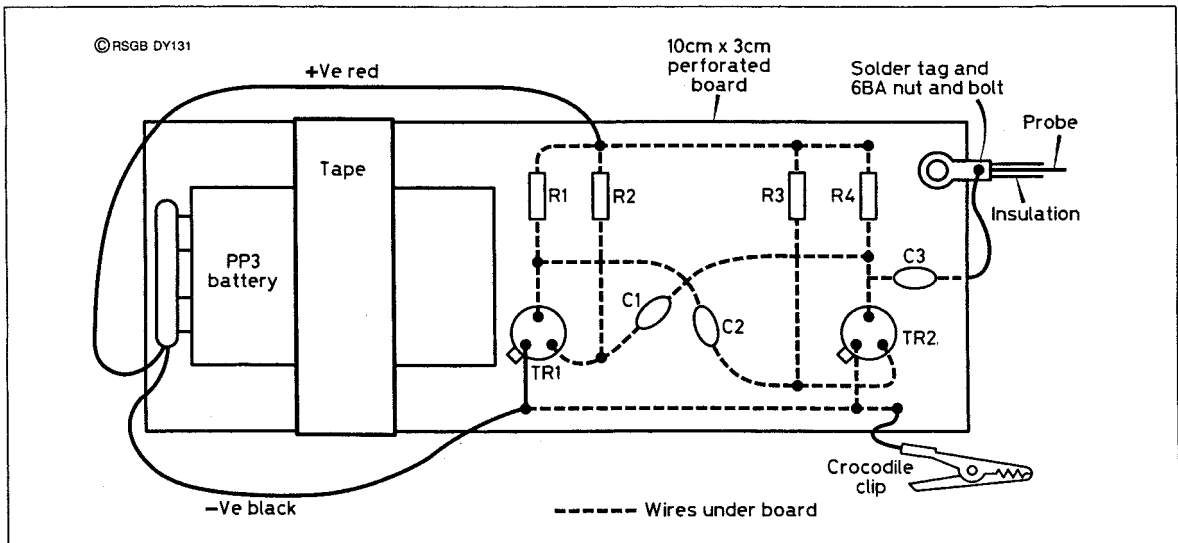 ©RSGB DY131
10cm x 3cm
perforated
board
Solder tag and
6BA nut and bolt
+Ve red
Probe
Tape
R1
R2
R3
R4
Insulation
PP3
battery
C3
C1
C2
TR1
TR2.
Crocodile
clip
-Ve black
Wires under board